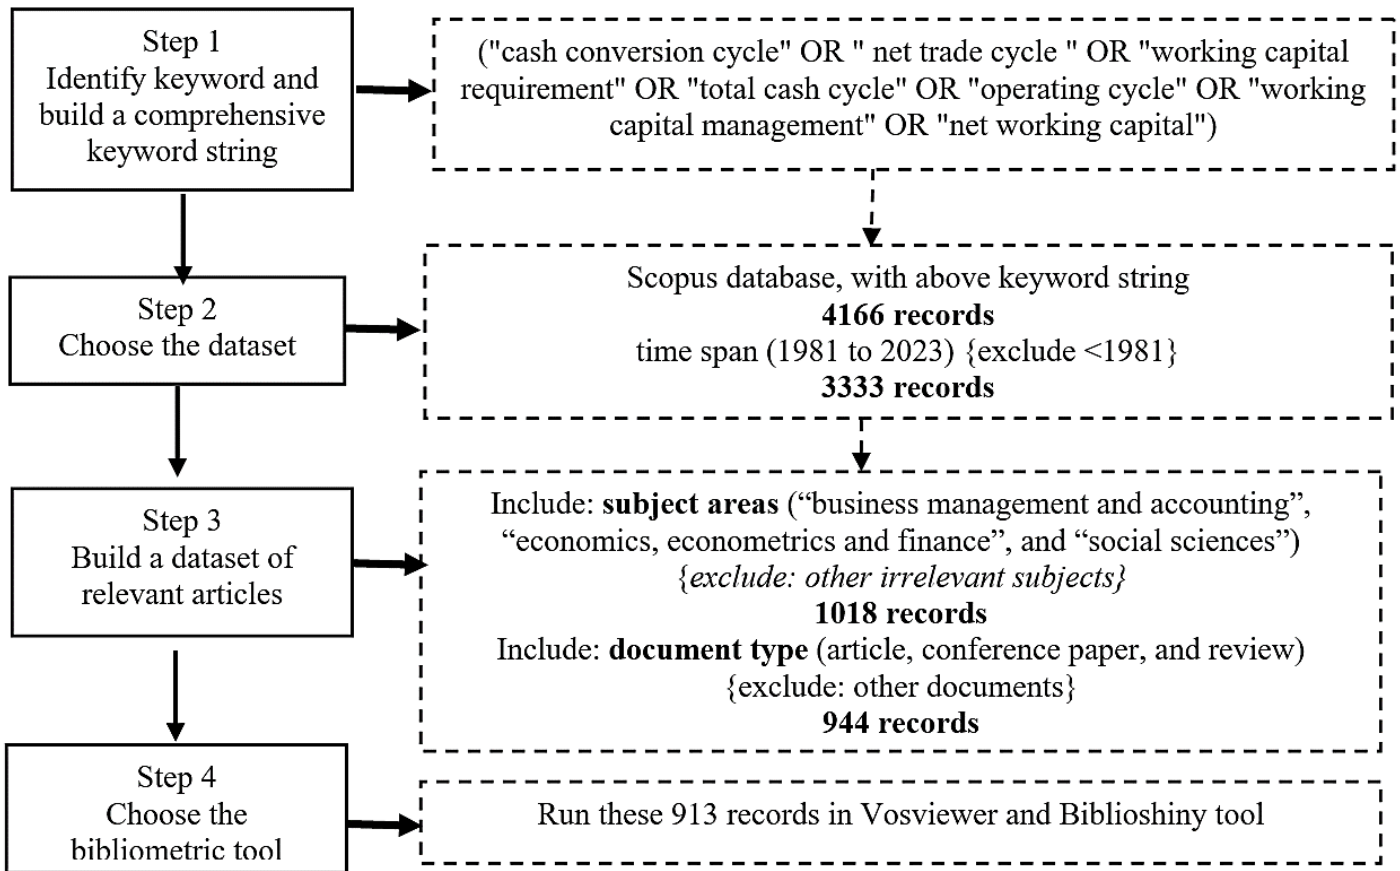 Step 1
Identify keyword and
build a comprehensive
keyword string
("cash conversion cycle" OR " net trade cycle " OR "working capital
requirement" OR "total cash cycle" OR "operating cycle" OR "working
capital management" OR "net working capital")
Step 2
Choose the dataset
Scopus database, with above keyword string
4166 records
time span (1981 to 2023) {exclude <1981}
3333 records
Step 3
Build a dataset of
relevant articles
Include: subject areas (“business management and accounting”,
“economics, econometrics and finance”, and “social sciences”)
{exclude: other irrelevant subjects}
1018 records
Include: document type (article, conference paper, and review)
{exclude: other documents}
944 records
Step 4
Choose the
bibliometric tool
Run these 913 records in Vosviewer and Biblioshiny tool